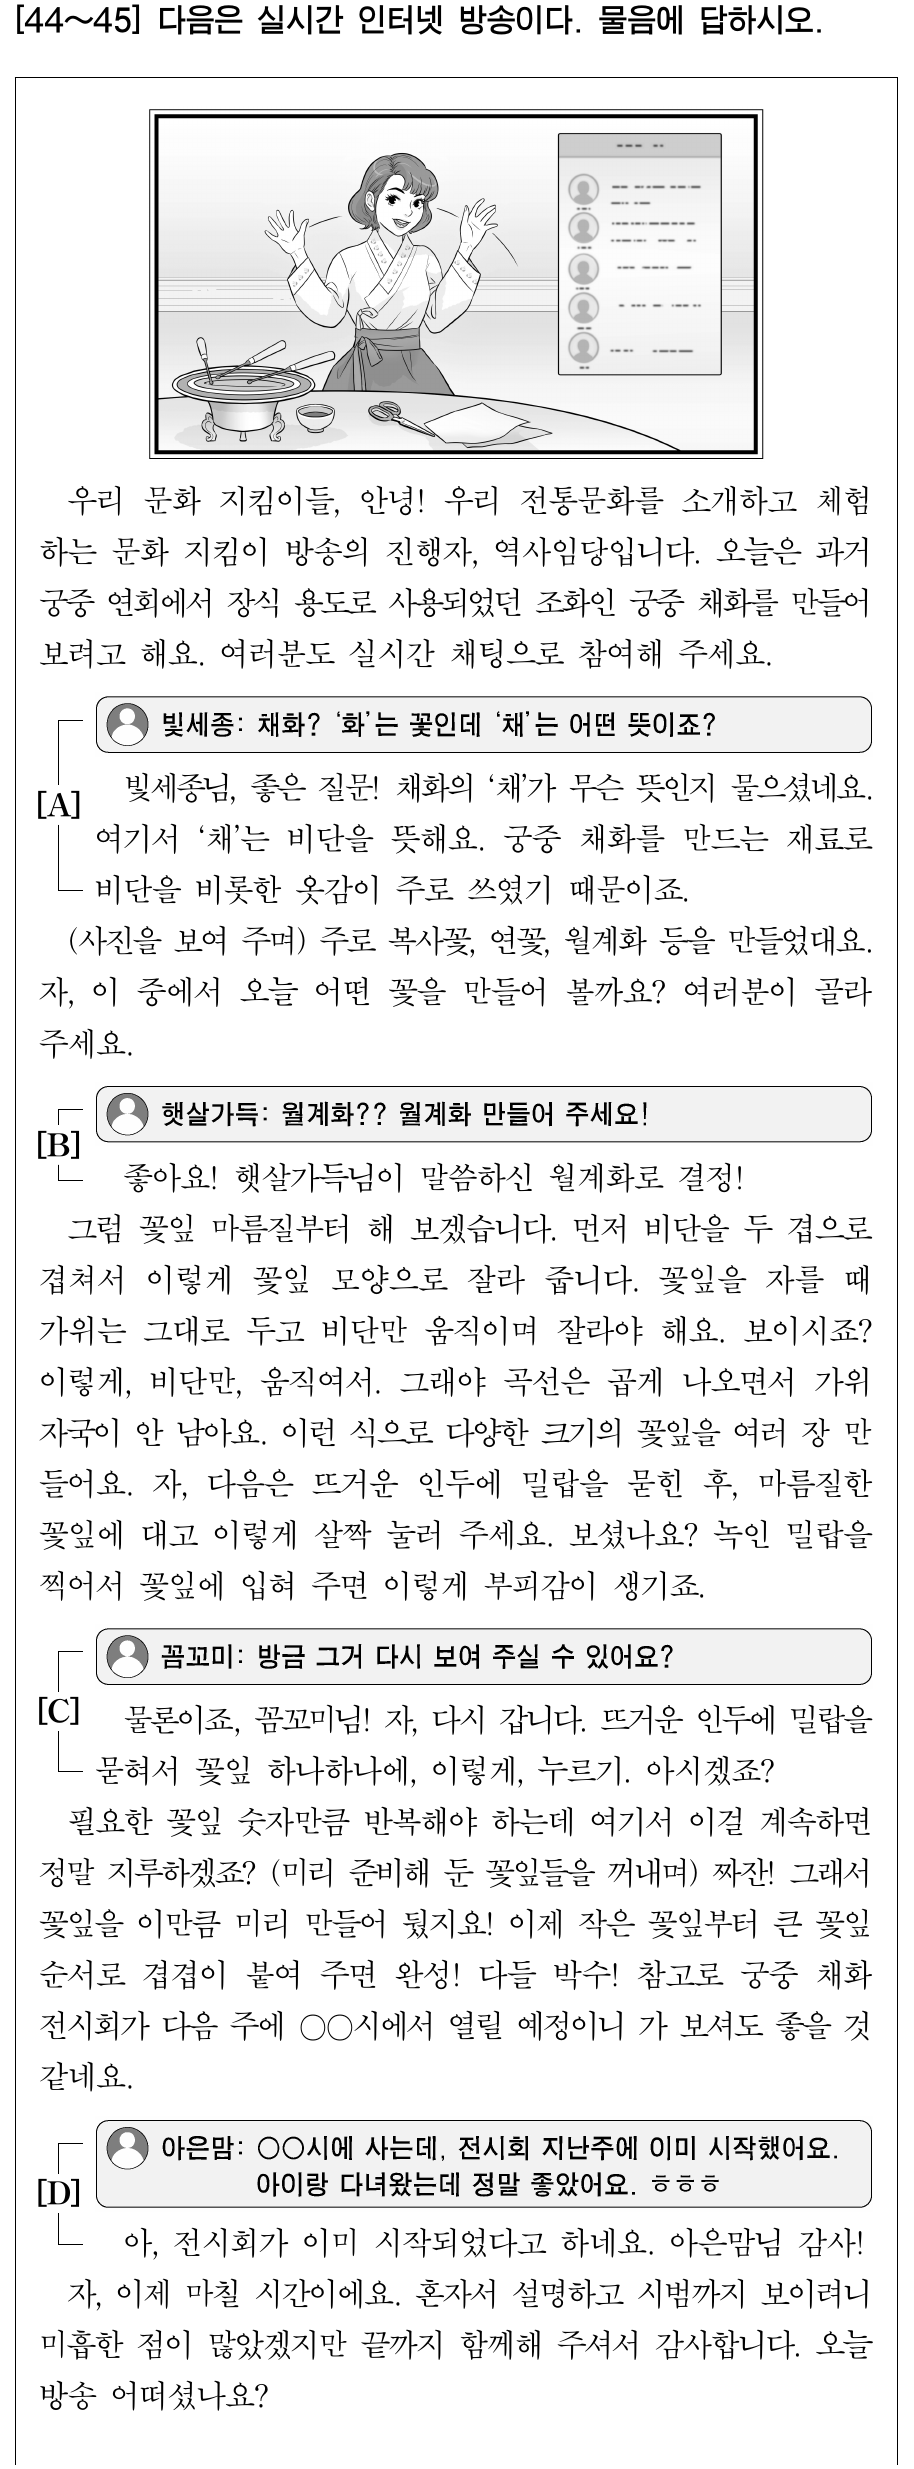 [44～45] 다음은 실시간 인터넷 방송이다. 물음에 답하시오.
우리 문화 지킴이들, 안녕! 우리 전통문화를 소개하고 체험
하는 문화 지킴이 방송의 진행자, 역사임당입니다. 오늘은 과거
궁중 연회에서 장식 용도로 사용되었던 조화인 궁중 채화를 만들어
보려고 해요. 여러분도 실시간 채팅으로 참여해 주세요.
빛세종: 채화? ‘화’는 꽃인데 ‘채’는 어떤 뜻이죠?
[A]
빛세종님, 좋은 질문! 채화의 ‘채’가 무슨 뜻인지 물으셨네요.
여기서 ‘채’는 비단을 뜻해요. 궁중 채화를 만드는 재료로
비단을 비롯한 옷감이 주로 쓰였기 때문이죠.
(사진을 보여 주며) 주로 복사꽃, 연꽃, 월계화 등을 만들었대요.
자, 이 중에서 오늘 어떤 꽃을 만들어 볼까요? 여러분이 골라
주세요.
햇살가득: 월계화?? 월계화 만들어 주세요!
[B]
좋아요! 햇살가득님이 말씀하신 월계화로 결정!
그럼 꽃잎 마름질부터 해 보겠습니다. 먼저 비단을 두 겹으로
겹쳐서 이렇게 꽃잎 모양으로 잘라 줍니다. 꽃잎을 자를 때
가위는 그대로 두고 비단만 움직이며 잘라야 해요. 보이시죠?
이렇게, 비단만, 움직여서. 그래야 곡선은 곱게 나오면서 가위
자국이 안 남아요. 이런 식으로 다양한 크기의 꽃잎을 여러 장 만
들어요. 자, 다음은 뜨거운 인두에 밀랍을 묻힌 후, 마름질한
꽃잎에 대고 이렇게 살짝 눌러 주세요. 보셨나요? 녹인 밀랍을
찍어서 꽃잎에 입혀 주면 이렇게 부피감이 생기죠.
꼼꼬미: 방금 그거 다시 보여 주실 수 있어요?
[C]
물론이죠, 꼼꼬미님! 자, 다시 갑니다. 뜨거운 인두에 밀랍을
묻혀서 꽃잎 하나하나에, 이렇게, 누르기. 아시겠죠?
필요한 꽃잎 숫자만큼 반복해야 하는데 여기서 이걸 계속하면
정말 지루하겠죠? (미리 준비해 둔 꽃잎들을 꺼내며) 짜잔! 그래서
꽃잎을 이만큼 미리 만들어 뒀지요! 이제 작은 꽃잎부터 큰 꽃잎
순서로 겹겹이 붙여 주면 완성! 다들 박수! 참고로 궁중 채화
전시회가 다음 주에 ○○시에서 열릴 예정이니 가 보셔도 좋을 것
같네요.
아은맘: ○○시에 사는데, 전시회 지난주에 이미 시작했어요.
아이랑 다녀왔는데 정말 좋았어요. ㅎㅎㅎ
[D]
아, 전시회가 이미 시작되었다고 하네요. 아은맘님 감사!
자, 이제 마칠 시간이에요. 혼자서 설명하고 시범까지 보이려니
미흡한 점이 많았겠지만 끝까지 함께해 주셔서 감사합니다. 오늘
방송 어떠셨나요?